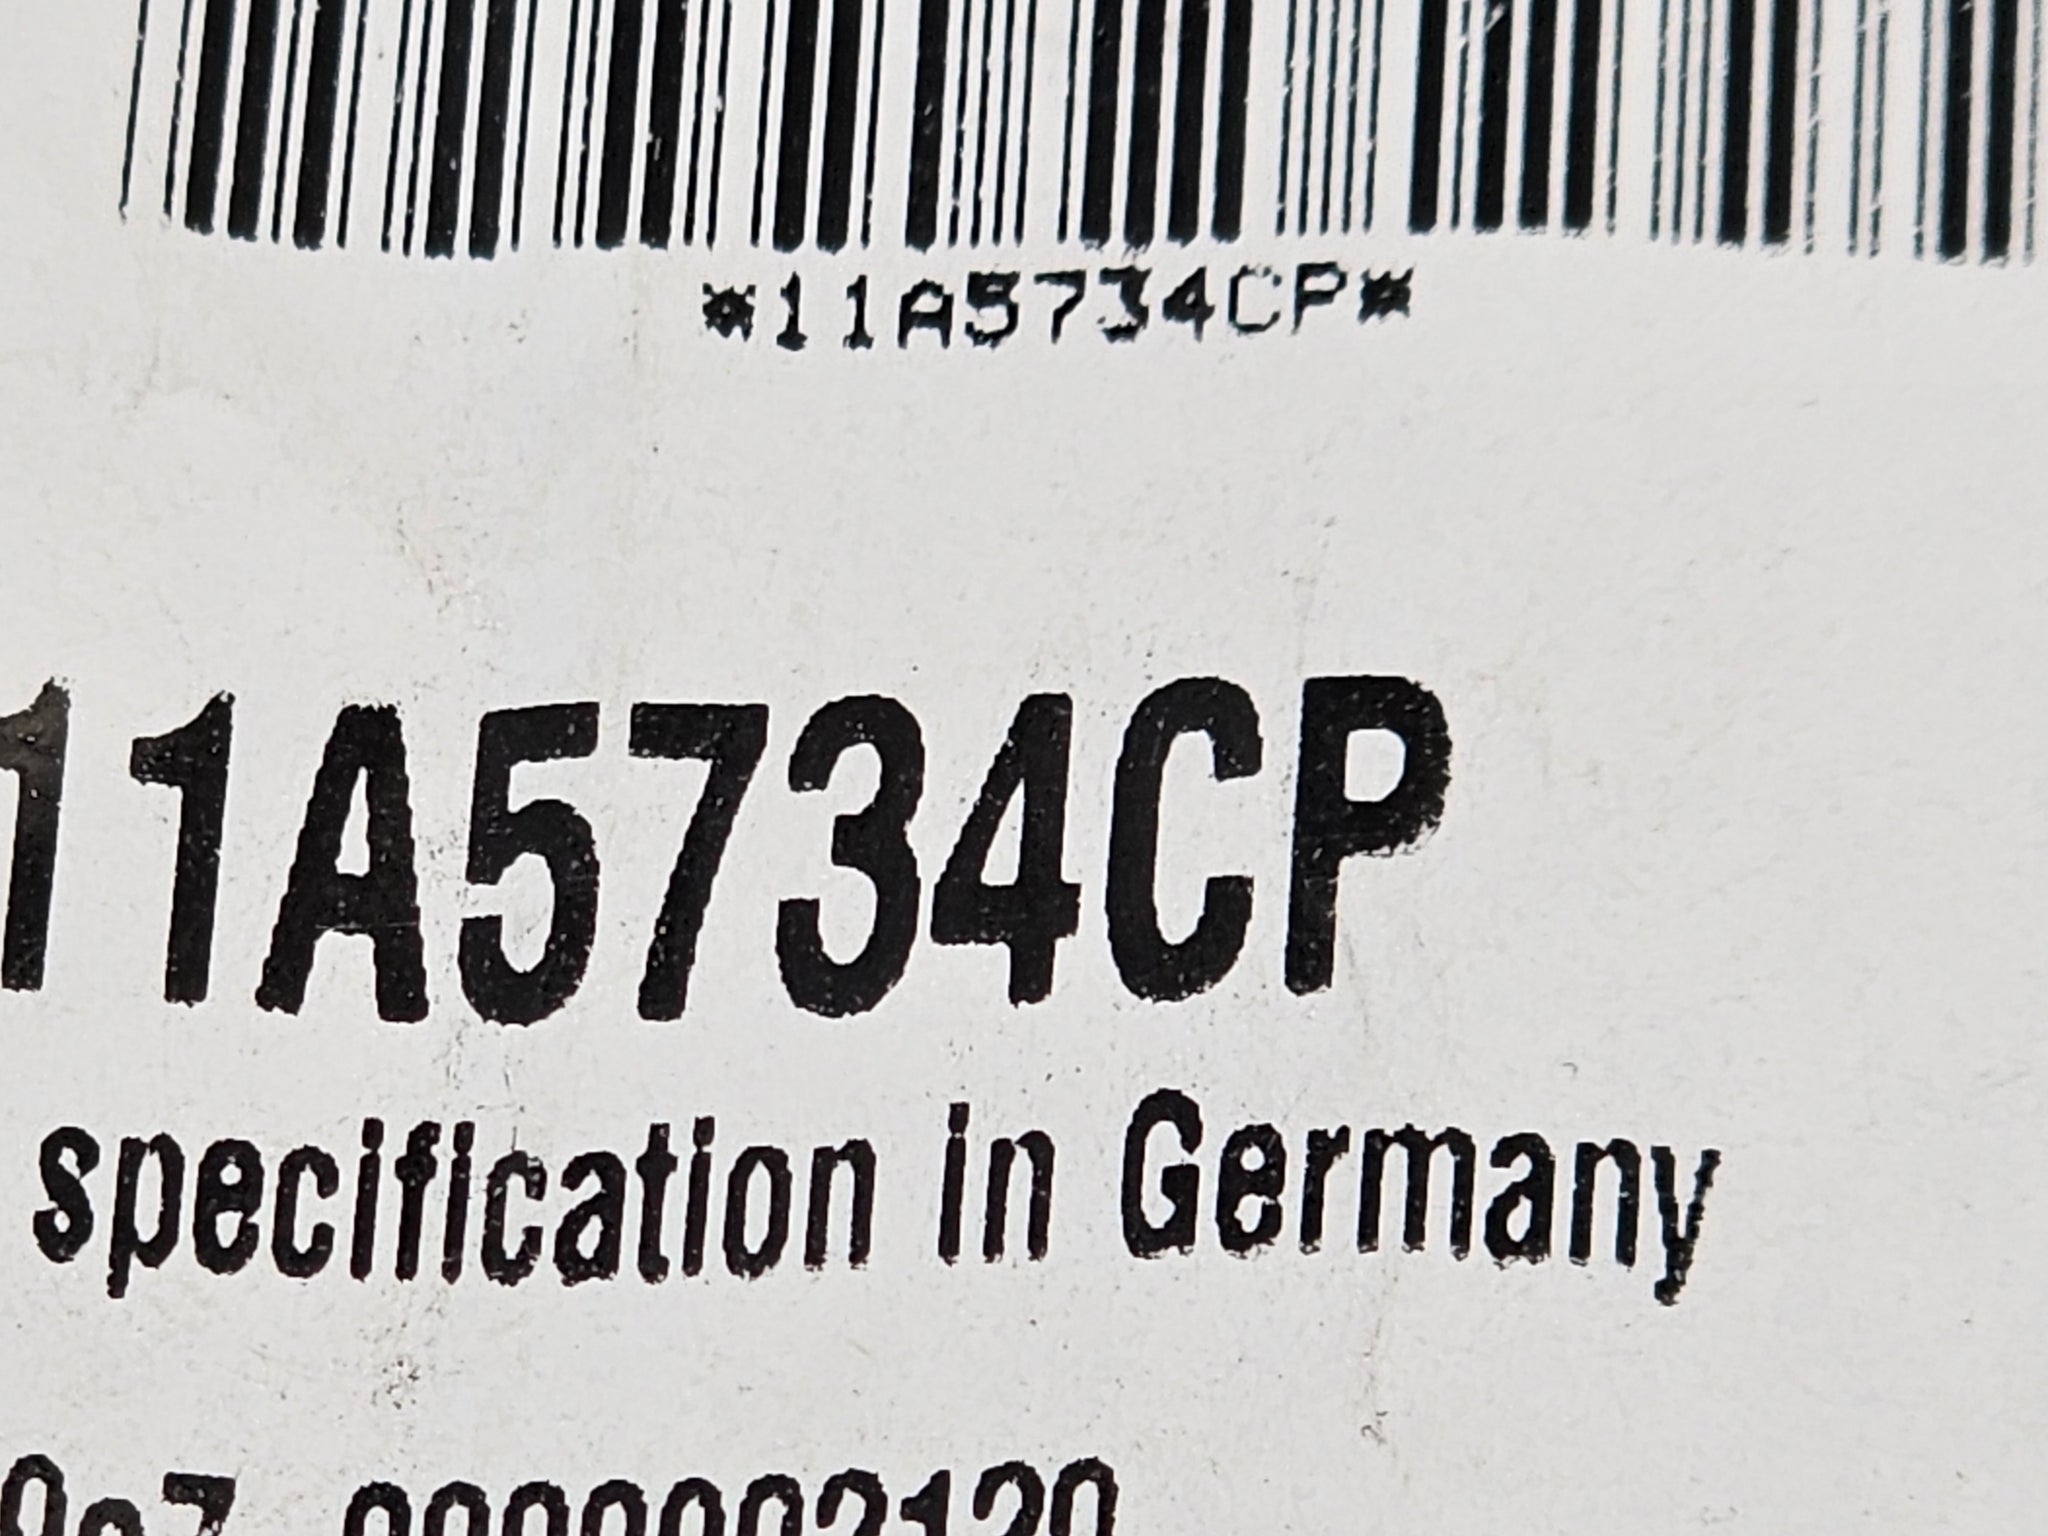 *11A5734CP*
11A5734CP
specification in Germany